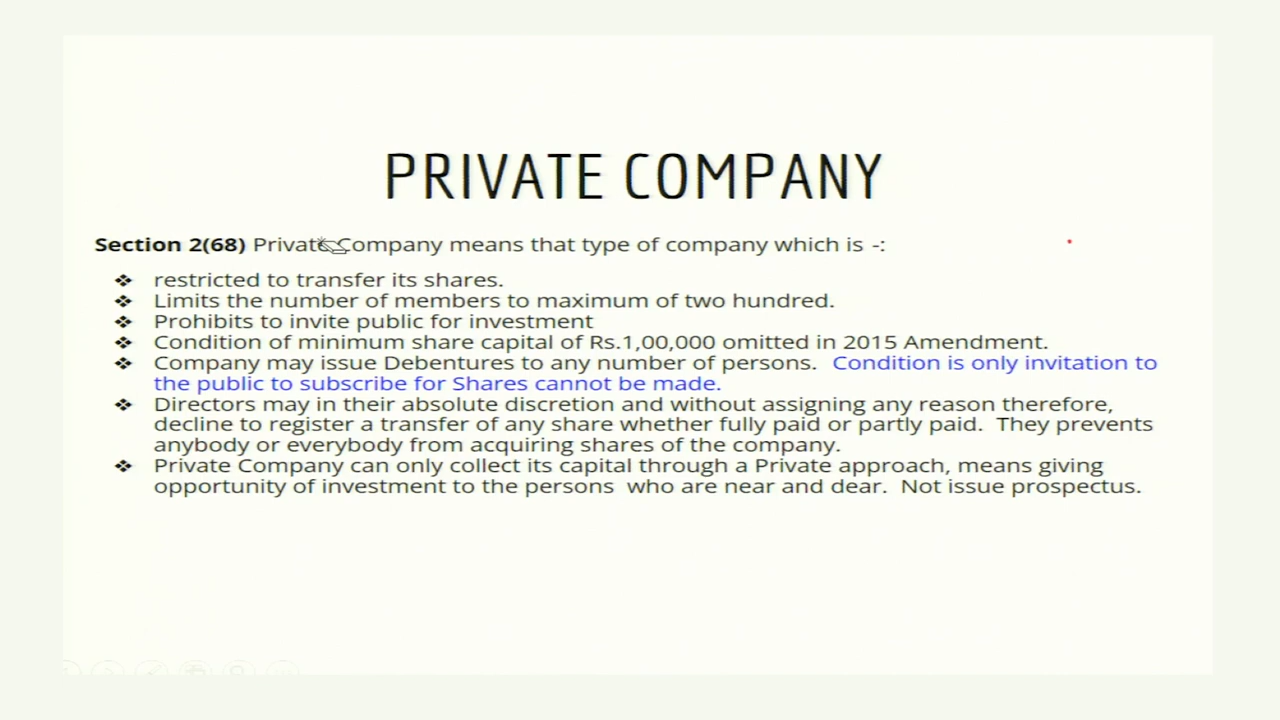 PRIVATE COMPANY
Section 2(68) Private Company means that type of company which is -:
❖ restricted to transfer its shares.
❖ Limits the number of members to maximum of two hundred.
❖ Prohibits to invite public for investment
❖ Condition of minimum share capital of Rs.1,00,000 omitted in 2015 Amendment.
❖ Company may issue Debentures to any number of persons. Condition is only invitation to
the public to subscribe for Shares cannot be made.
❖ Directors may in their absolute discretion and without assigning any reason therefore,
decline to register a transfer of any share whether fully paid or partly paid. They prevents
anybody or everybody from acquiring shares of the company.
❖ Private Company can only collect its capital through a Private approach, means giving
opportunity of investment to the persons who are near and dear. Not issue prospectus.